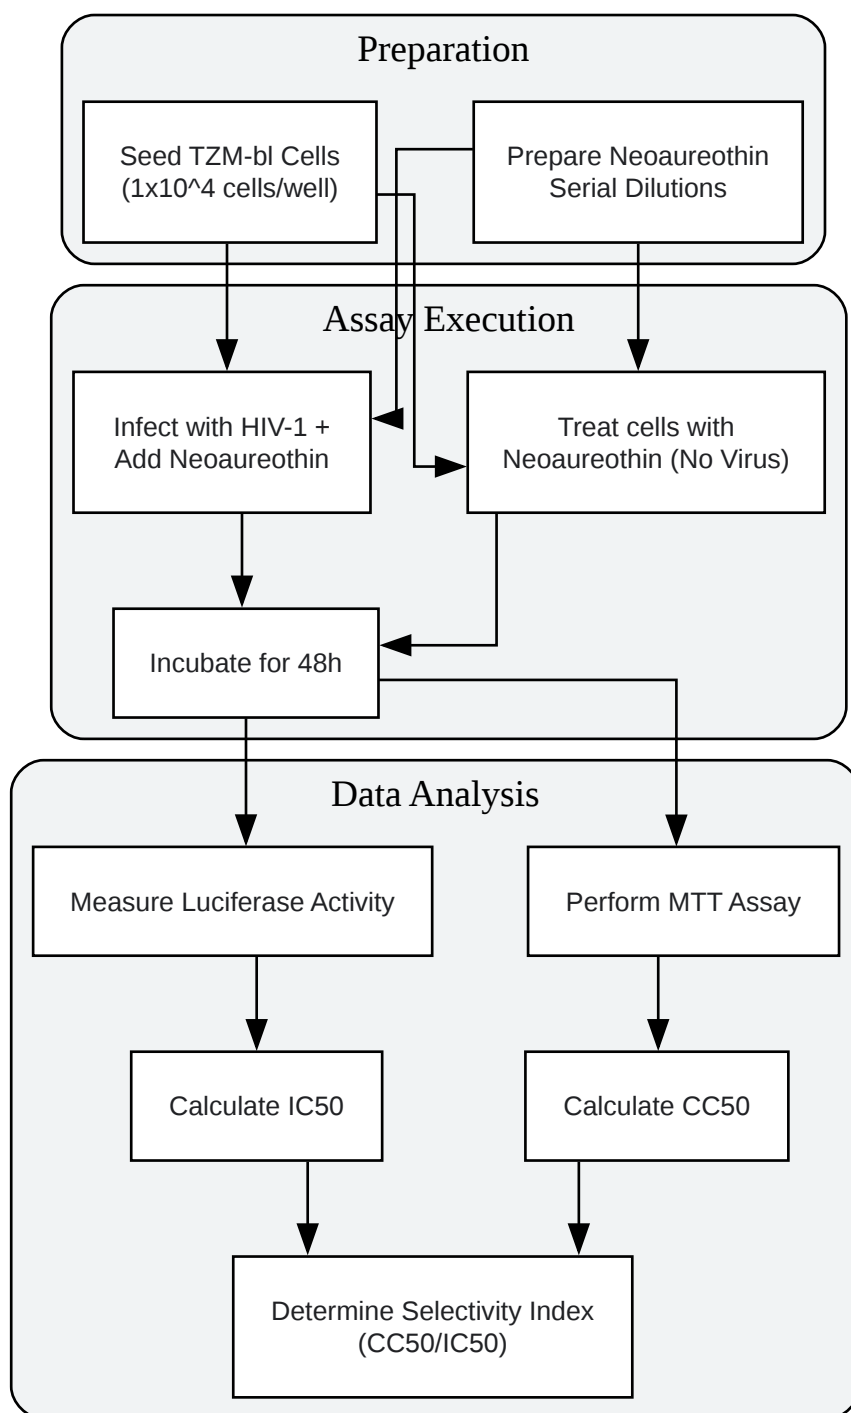 Preparation
Seed TZM-bl Cells
(1x10^4 cells/well)
Prepare Neoaureothin
Serial Dilutions
Assay Execution
Infect with HIV-1 +
Add Neoaureothin
Treat cells with
Neoaureothin (No Virus)
Incubate for 48h
Data Analysis
Measure Luciferase Activity
Perform MTT Assay
Calculate IC50
Calculate CC50
Determine Selectivity Index
(CC50/IC50)